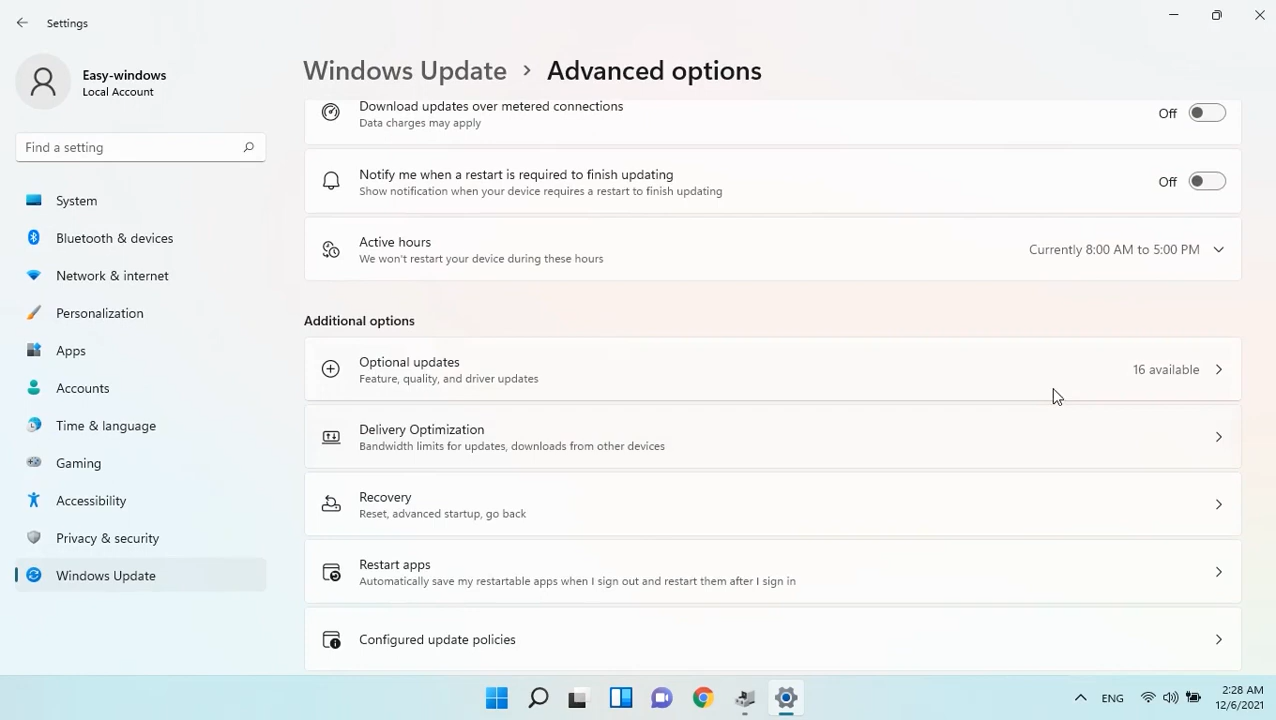 Settings
Easy-windows
Local Account
Find a setting
System
Bluetooth & devices
Network & internet
Personalization
Apps
Accounts
Time & language
Gaming
Accessibility
Privacy & security
Windows Update
Windows Update > Advanced options
Download updates over metered connections
Data charges may apply
Off
Notify me when a restart is required to finish updating
Show notification when your device requires a restart to finish updating
Off
Active hours
We won't restart your device during these hours
Currently 8:00 AM to 5:00 PM
Additional options
Optional updates
Feature, quality, and driver updates
16 available
Delivery Optimization
Bandwidth limits for updates, downloads from other devices
Recovery
Reset, advanced startup, go back
Restart apps
Automatically save my restartable apps when I sign out and restart them after I sign in
Configured update policies
ENG
2:28 AM
12/6/2021